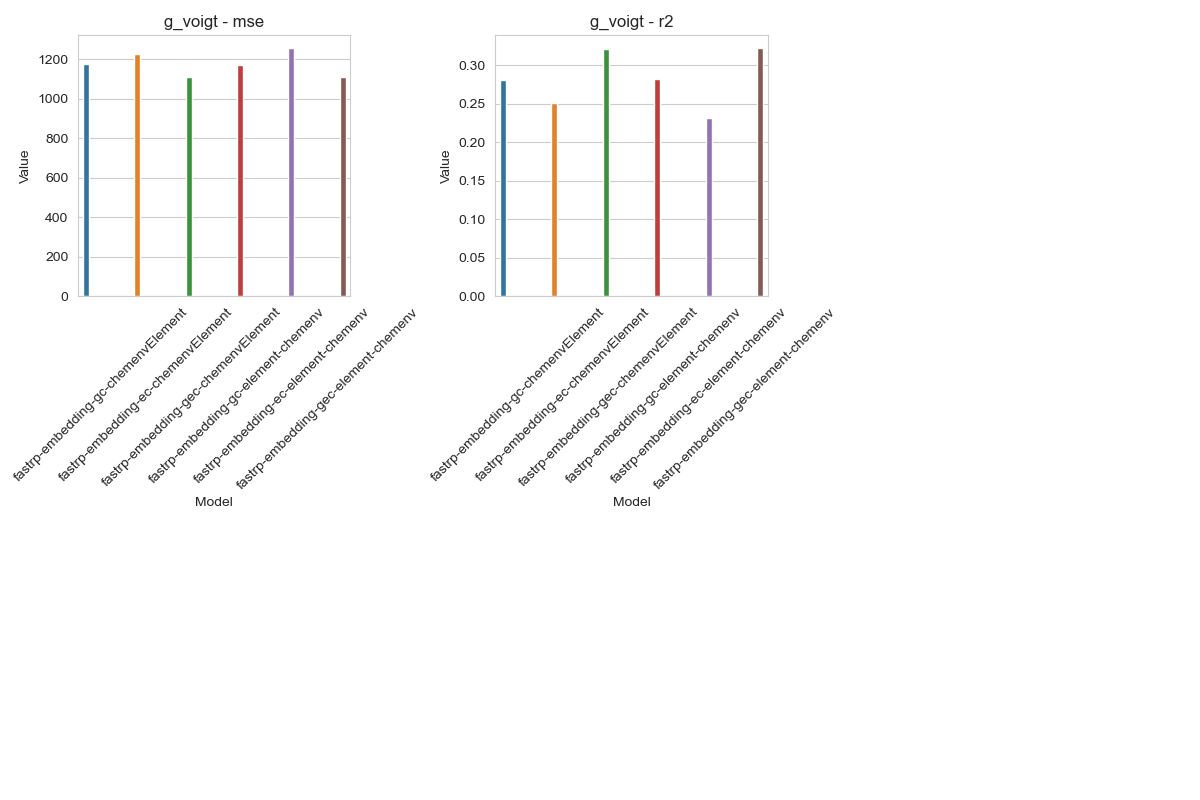 g_voigt - mse
1200
1000
800
600
400
200
0
Value
fastrp-embedding-gc-chemenvElement
fastrp-embedding-ec-chemenvElement
fastrp-embedding-gec-chemenvElement
fastrp-embedding-gc-element-chemenv
fastrp-embedding-ec-element-chemenv
fastrp-embedding-gec-element-chemenv
Model
g_voigt - r2
0.30
0.25
0.20
0.15
0.10
0.05
0.00
Value
fastrp-embedding-gc-chemenvElement
fastrp-embedding-ec-chemenvElement
fastrp-embedding-gec-chemenvElement
fastrp-embedding-gc-element-chemenv
fastrp-embedding-ec-element-chemenv
fastrp-embedding-gec-element-chemenv
Model